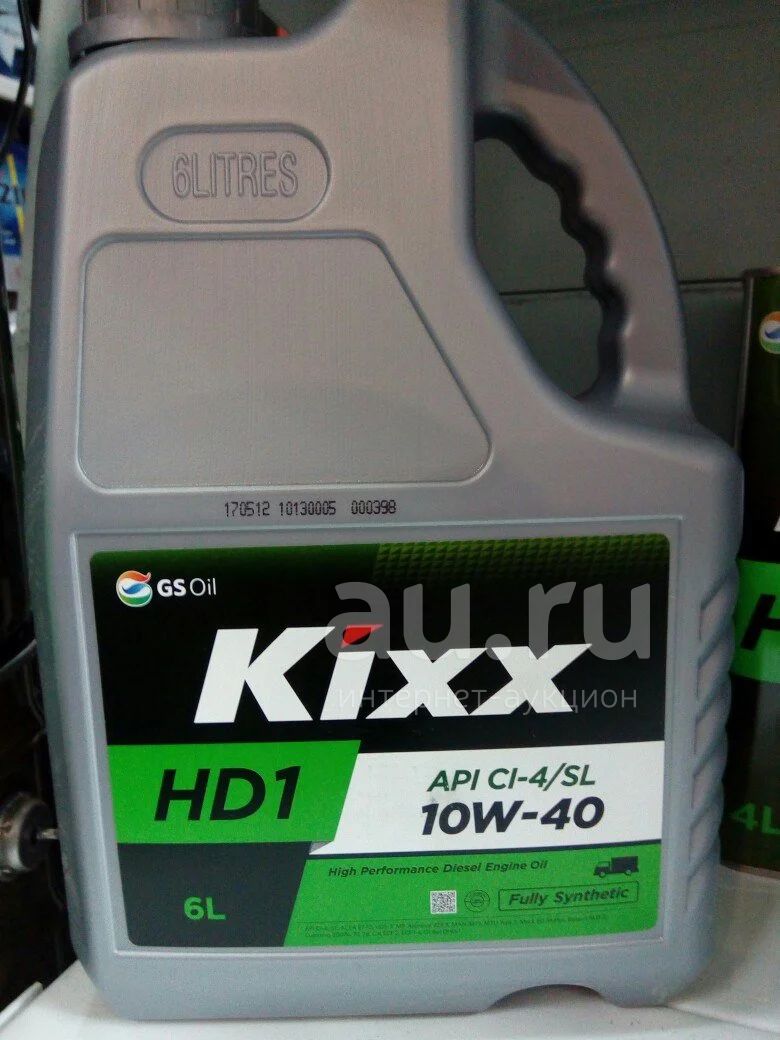 6LITRES
170512 10130005 000398
GS Oil
au.ru
интернет-аукцион
Kixx
HD1
API CI-4/SL
10W-40
High Performance Diesel Engine Oil
6L
Fully Synthetic
4L